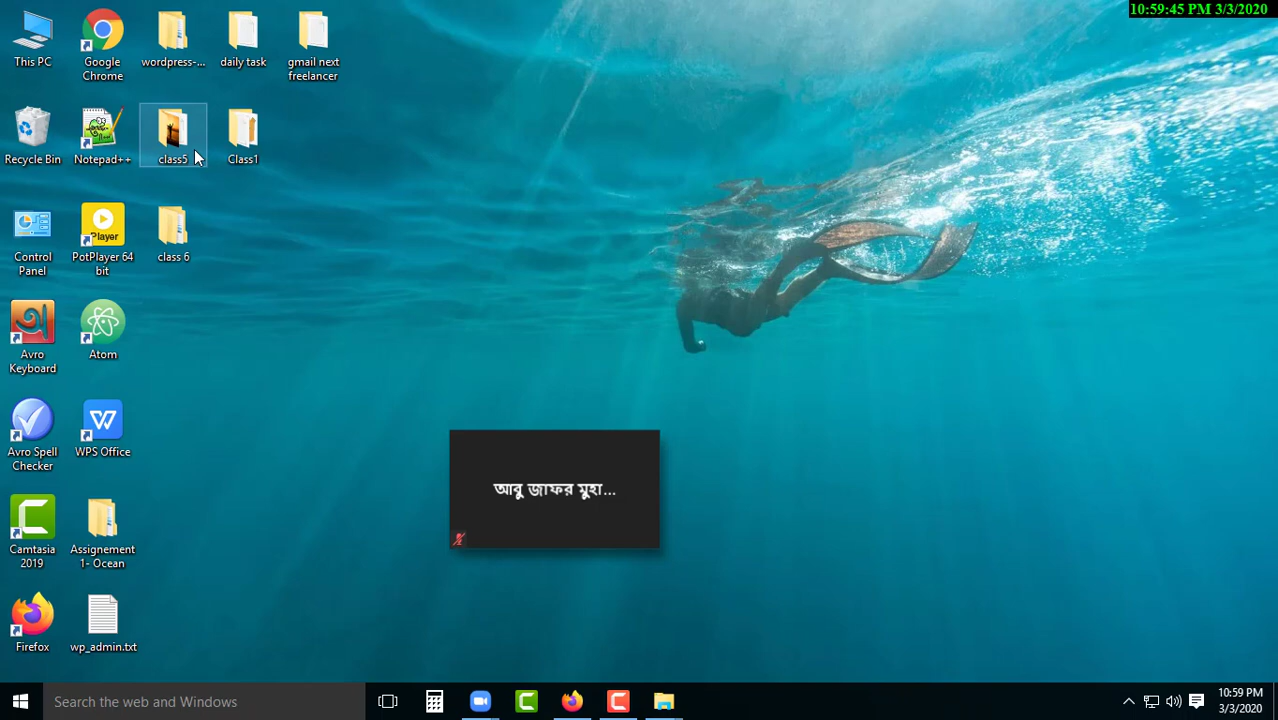 10:59:45 PM 3/3/2020
This PC
Google
Chrome
wordpress-...
daily task
gmail next
freelancer
Recycle Bin
Notepad++
class5
Class1
Control
Panel
Player
PotPlayer 64
bit
class 6
অ
Avro
Keyboard
Atom
Avro Spell
Checker
W
WPS Office
আবু জাফর মুহা...
Camtasia
2019
Assignement
1- Ocean
Firefox
wp_admin.txt
Search the web and Windows
10:59 PM
3/3/2020